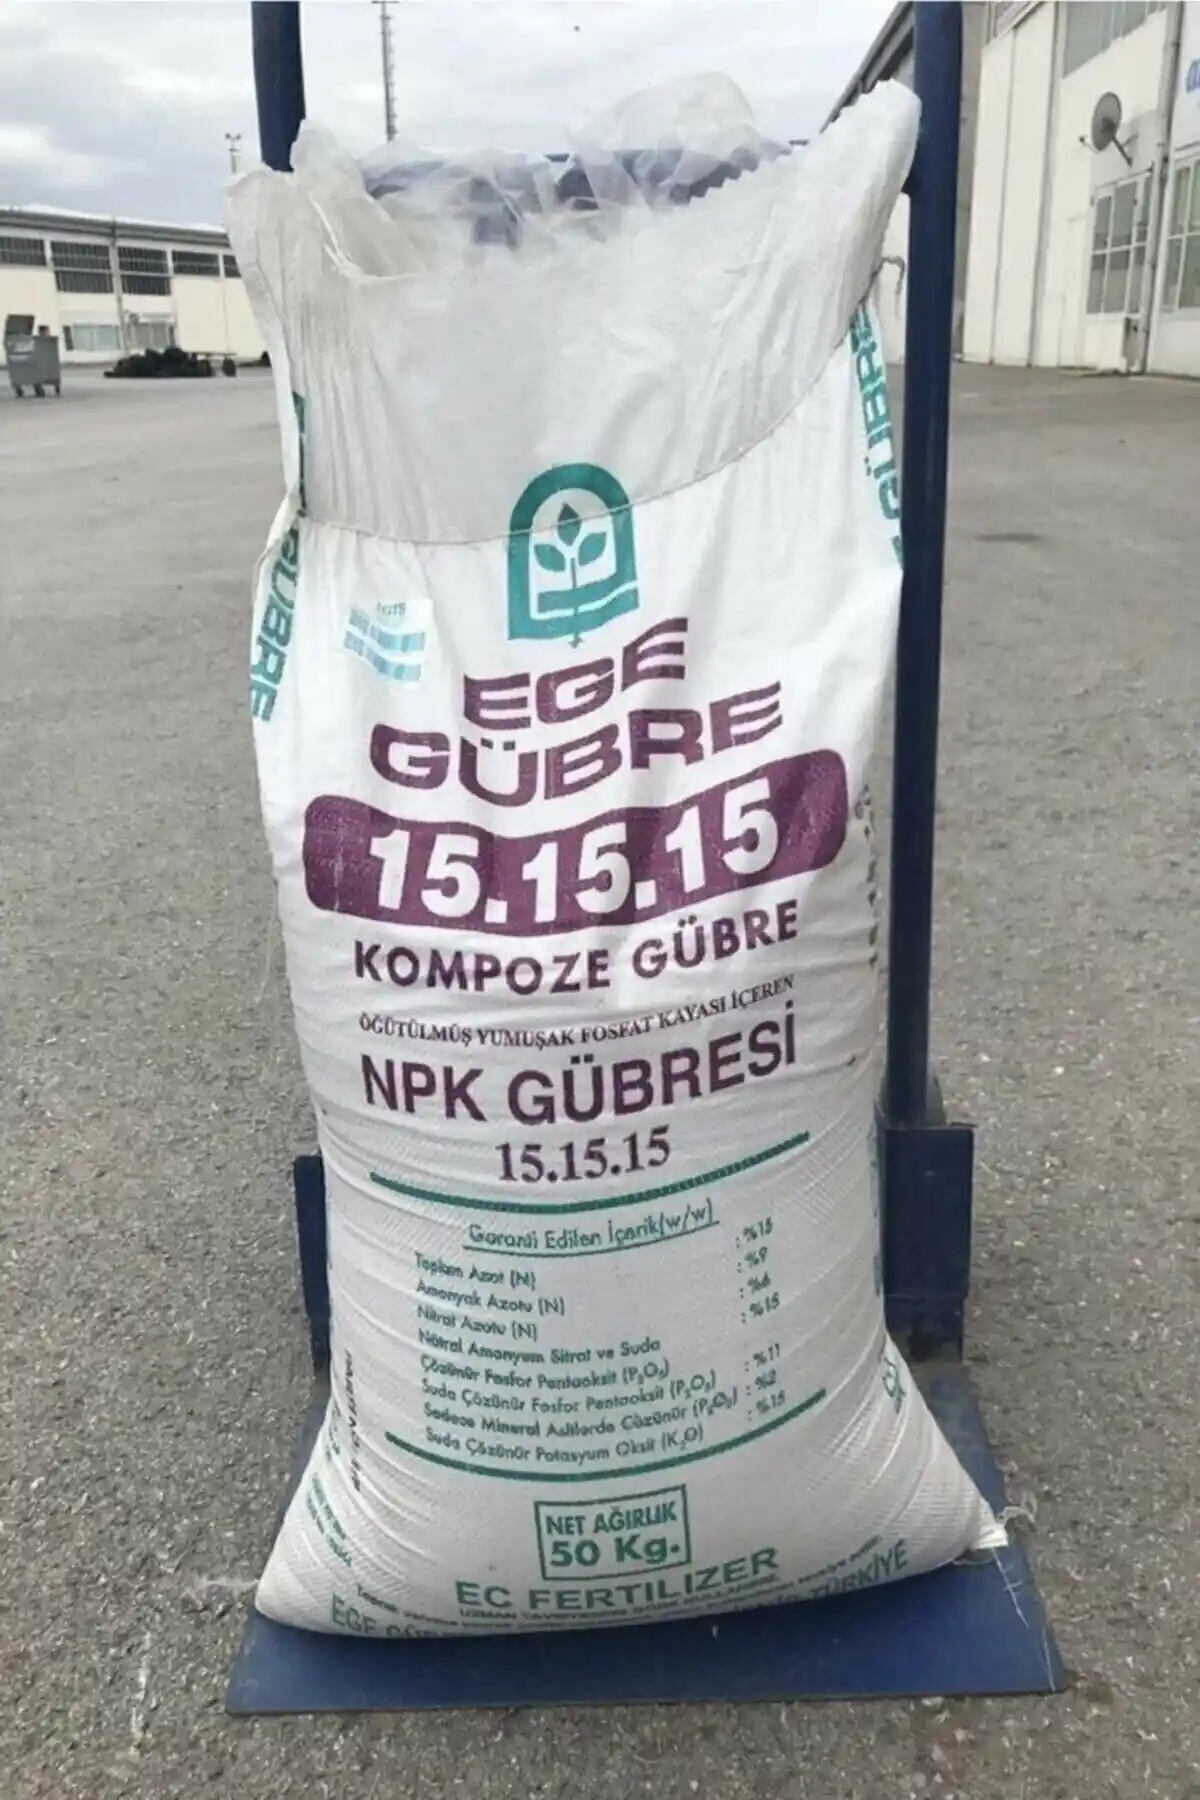 GÜBRE
GÜBRE
EGE
GÜBRE
15.15.15
KOMPOZE GÜBRE
ÖĞÜTÜLMÜŞ YUMUŞAK FOSFAT KAYASI İÇEREN
NPK GÜBRESİ
15.15.15
Garanti Edilen İçerik(w/w)
Toplam Azot (N) : %15
Amonyak Azotu (N) : %9
Nitrat Azotu (N) : %6
Nötral Amonyum Sitrat ve Suda
Çözünür Fosfor Pentaoksit (P₂O₅) : %15
Suda Çözünür Fosfor Pentaoksit (P₂O₅) : %11
Sadece Mineral Asitlerde Çözünür (P₂O₅) : %2
Suda Çözünür Potasyum Oksit (K₂O) : %15
NET AĞIRLIK
50 Kg.
EC FERTILIZER
EGE
TÜRKİYE